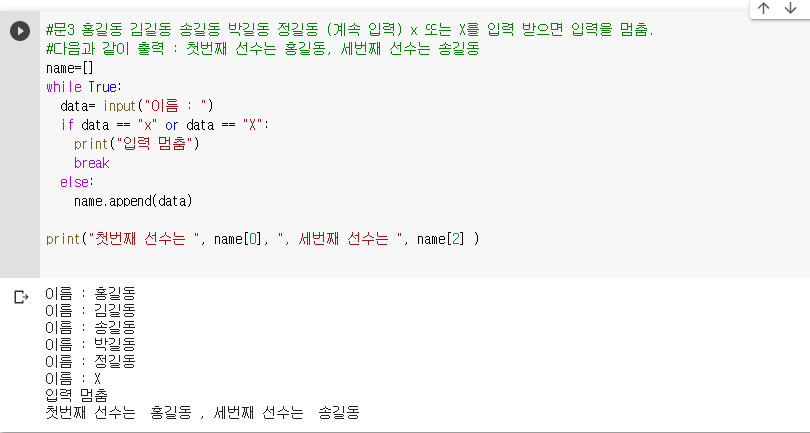 #문3 홍길동 김길동 송길동 박길동 정길동 (계속 입력) x 또는 X를 입력 받으면 입력을 멈춤.
#다음과 같이 출력 : 첫번째 선수는 홍길동, 세번째 선수는 송길동
name=[]
while True:
  data= input("이름 : ")
  if data == "x" or data == "X":
    print("입력 멈춤")
    break
  else:
    name.append(data)

print("첫번째 선수는 ", name[0], ", 세번째 선수는 ", name[2] )
이름 : 홍길동
이름 : 김길동
이름 : 송길동
이름 : 박길동
이름 : 정길동
이름 : X
입력 멈춤
첫번째 선수는  홍길동 , 세번째 선수는  송길동